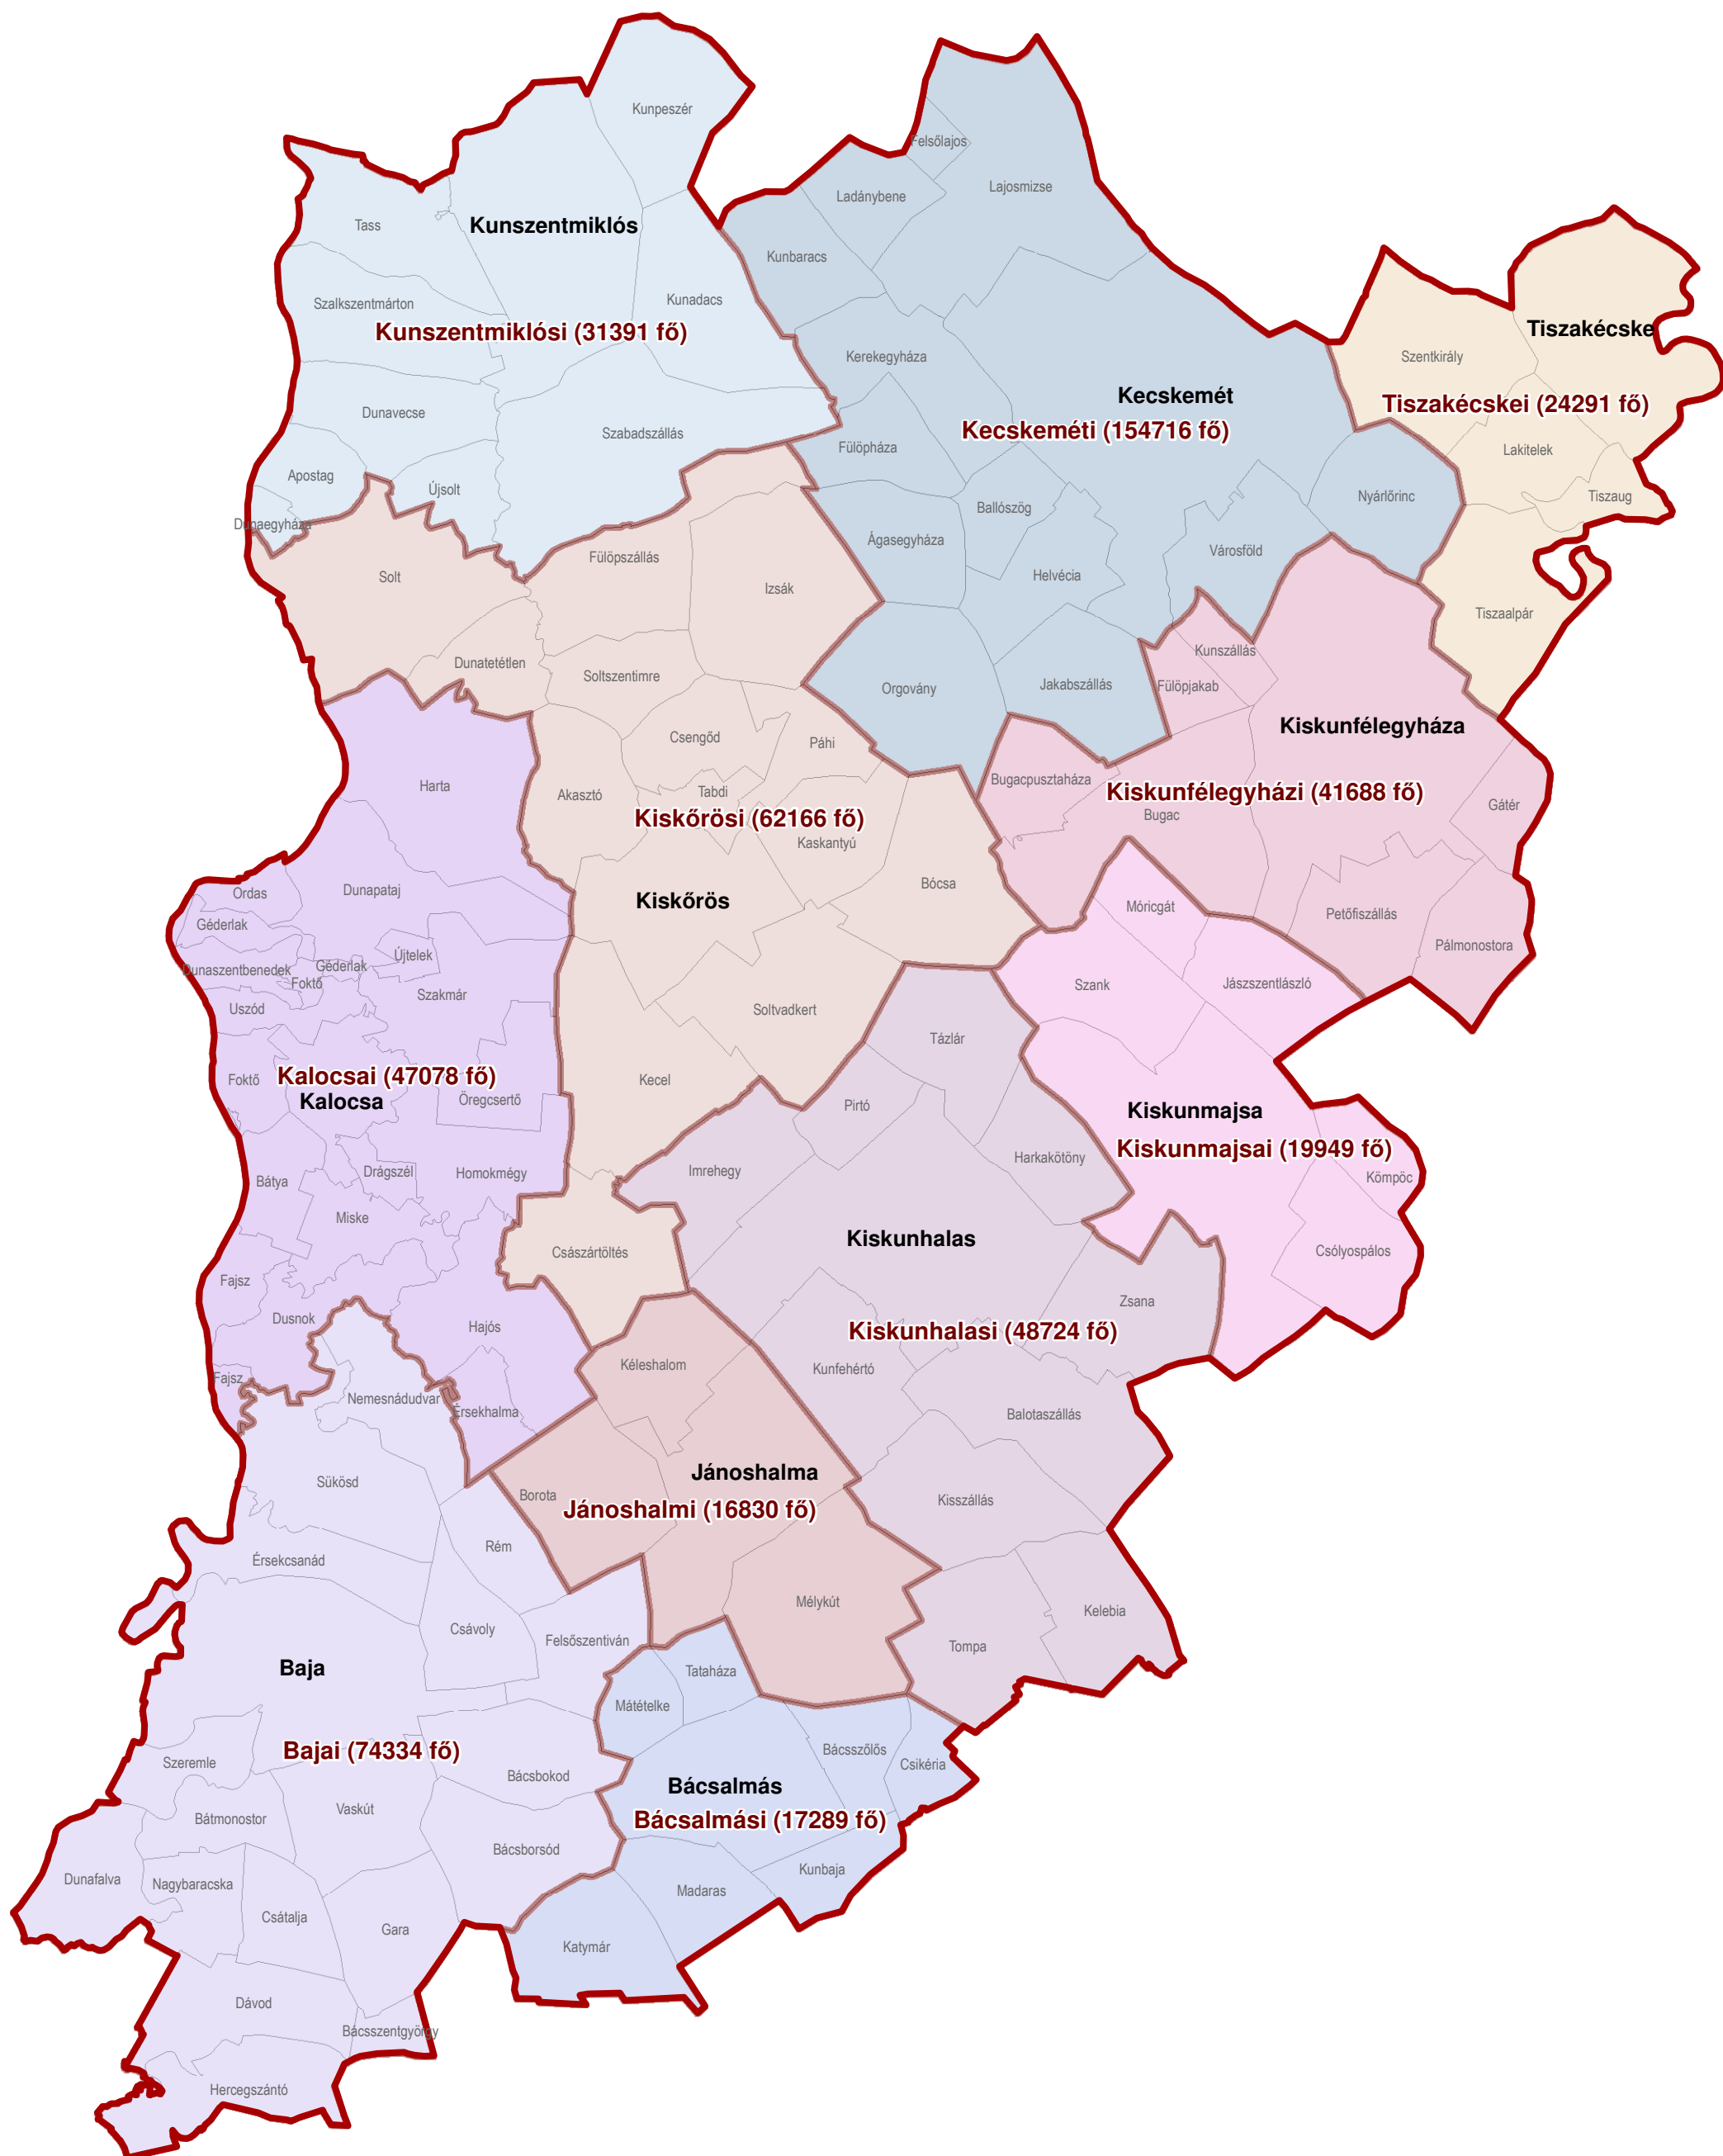 Kunpeszér
Felsőlajos
Lajosmizse
Ladánybene
Tass
Kunszentmiklós
Kunbaracs
Szalkszentmárton
Kunadacs
Kunszentmiklósi (31391 fő)
Tiszakécske
Szentkirály
Kerekegyháza
Kecskemét
Tiszakécskei (24291 fő)
Dunavecse
Szabadszállás
Kecskeméti (154716 fő)
Fülöpháza
Lakitelek
Apostag
Újsolt
Nyárlőrinc
Tiszaug
Ballószög
Dunaegyháza
Ágasegyháza
Városföld
Fülöpszállás
Solt
Helvécia
Izsák
Tiszaalpár
Kunszállás
Dunatetétlen
Soltszentimre
Orgovány
Jakabszállás
Fülöpjakab
Kiskunfélegyháza
Csengőd
Páhi
Bugacpusztaháza
Harta
Akasztó
Tabdi
Kiskunfélegyházi (41688 fő)
Gátér
Kiskőrösi (62166 fő)
Bugac
Kaskantyú
Bócsa
Ordas
Dunapataj
Kiskőrös
Móricgát
Petőfiszállás
Géderlak
Pálmonostora
Újtelek
Géderlak
Dunaszentbenedek
Foktő
Szakmár
Szank
Jászszentlászló
Uszód
Soltvadkert
Tázlár
Kalocsai (47078 fő)
Foktő
Kecel
Kalocsa
Öregcsertő
Pirtó
Kiskunmajsa
Kiskunmajsai (19949 fő)
Harkakötöny
Drágszél
Homokmégy
Imrehegy
Bátya
Kömpöc
Miske
Kiskunhalas
Császártöltés
Csólyospálos
Fajsz
Zsana
Dusnok
Hajós
Kiskunhalasi (48724 fő)
Kéleshalom
Kunfehértó
Fajsz
Nemesnádudvar
Érsekhalma
Balotaszállás
Jánoshalma
Sükösd
Borota
Kisszállás
Jánoshalmi (16830 fő)
Rém
Érsekcsanád
Mélykút
Kelebia
Csávoly
Felsőszentiván
Tompa
Baja
Tataháza
Mátételke
Bajai (74334 fő)
Bácsszőlős
Szeremle
Csikéria
Bácsbokod
Bácsalmás
Vaskút
Bátmonostor
Bácsalmási (17289 fő)
Bácsborsód
Kunbaja
Dunafalva
Nagybaracska
Madaras
Csátalja
Gara
Katymár
Dávod
Bácsszentgyörgy
Hercegszántó